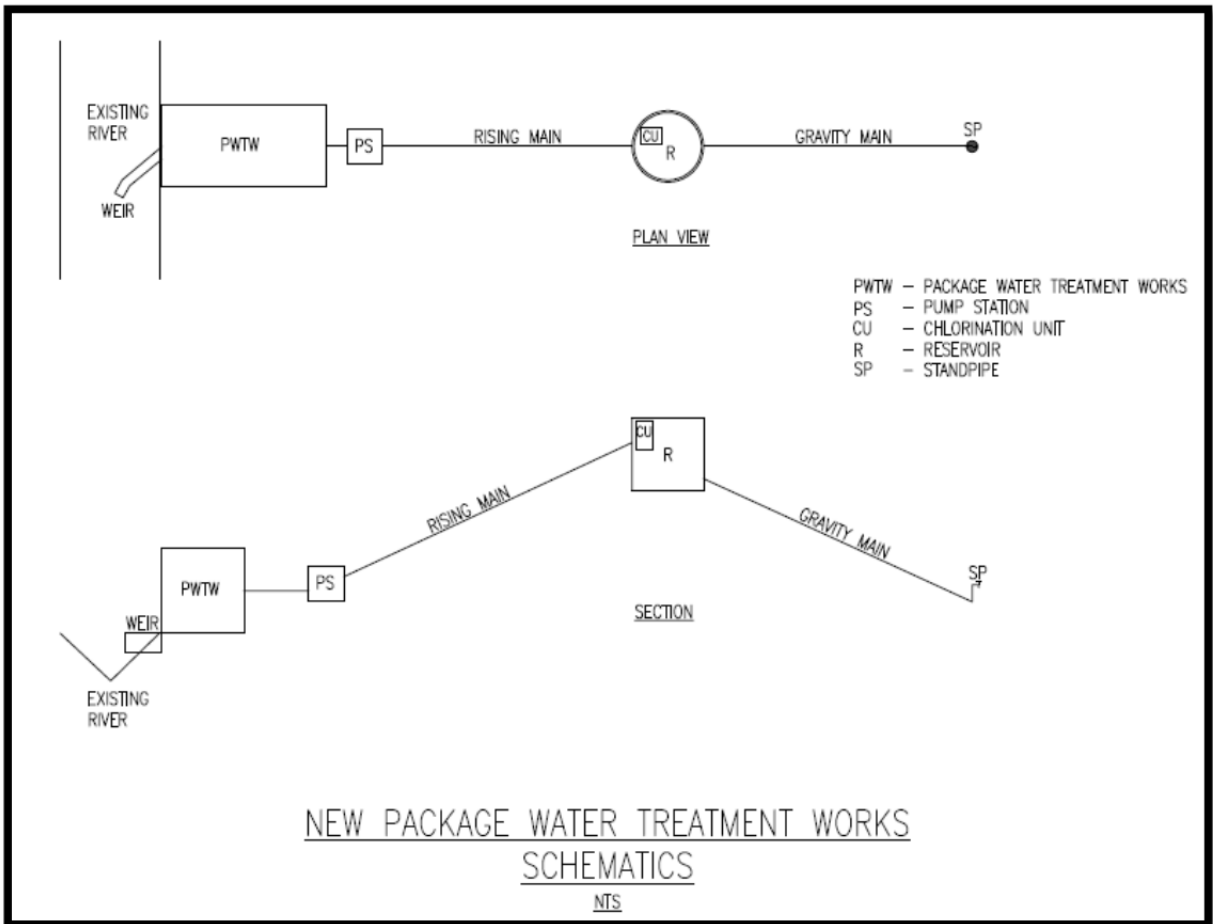 EXISTING
RIVER
WEIR
PWTW
PS
RISING MAIN
CU
R
GRAVITY MAIN
SP
PLAN VIEW
PWTW – PACKAGE WATER TREATMENT WORKS
PS – PUMP STATION
CU – CHLORINATION UNIT
R – RESERVOIR
SP – STANDPIPE
CU
R
RISING MAIN
GRAVITY MAIN
SP
PWTW
PS
WEIR
SECTION
EXISTING
RIVER
NEW PACKAGE WATER TREATMENT WORKS
SCHEMATICS
NTS